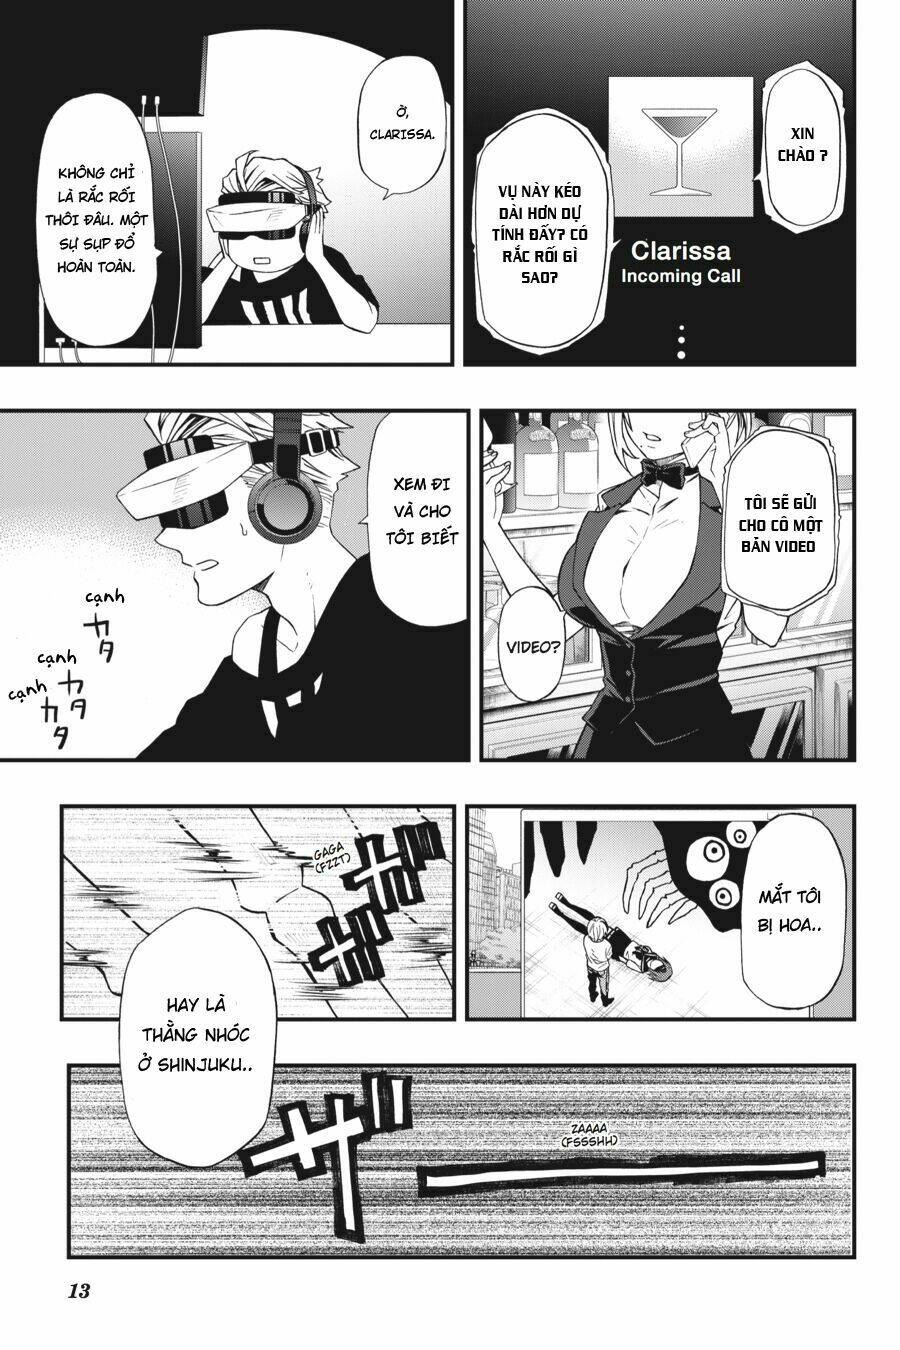 XIN
CHÀO ?
VỤ NÀY KÉO
DÀI HƠN DỰ
TÍNH ĐẤY? CÓ
RẮC RỐI GÌ
SAO?
Clarissa
Incoming Call
Ờ,
CLARISSA.
KHÔNG CHỈ
LÀ RẮC RỐI
THÔI ĐÂU. MỘT
SỰ SỤP ĐỔ
HOÀN TOÀN.
TÔI SẼ GỬI
CHO CÔ MỘT
BẢN VIDEO
VIDEO?
XEM ĐI
VÀ CHO
TÔI BIẾT
cạnh
カタ
cạnh
カタ
cạnh
カタ
MẮT TÔI
BỊ HOA..
GAGA
(FZZT)
ガガ
HAY LÀ
THẰNG NHÓC
Ở SHINJUKU..
ZAAAA
(FSSSHH)
ザー
13